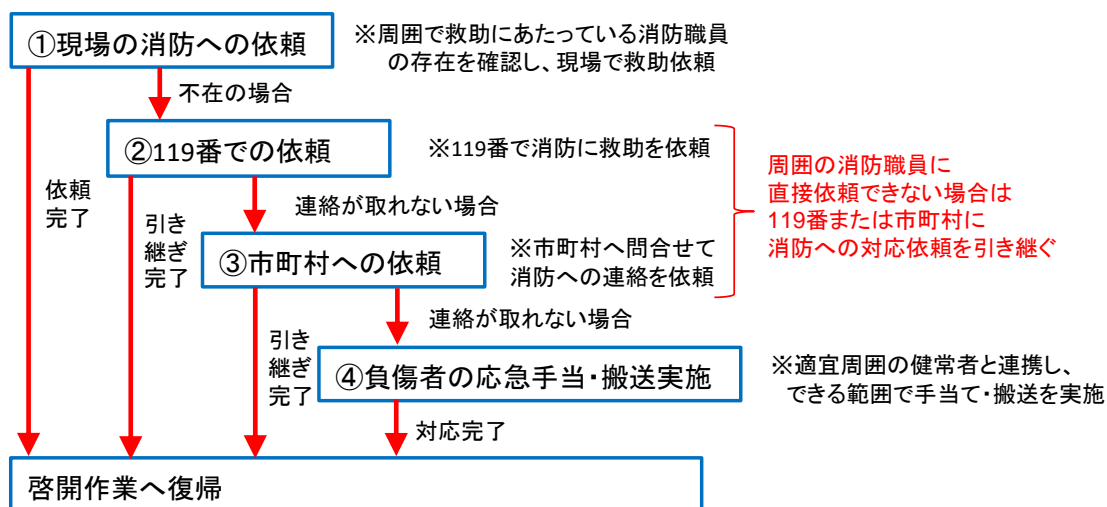 ①現場の消防への依頼
※周囲で救助にあたっている消防職員
の存在を確認し、現場で救助依頼
不在の場合
②119番での依頼
※119番で消防に救助を依頼
周囲の消防職員に
直接依頼できない場合は
119番または市町村に
消防への対応依頼を引き継ぐ
依頼
完了
引き
継ぎ
完了
連絡が取れない場合
③市町村への依頼
※市町村へ問合せて
消防への連絡を依頼
連絡が取れない場合
引き
継ぎ
完了
④負傷者の応急手当・搬送実施
※適宜周囲の健常者と連携し、
できる範囲で手当て・搬送を実施
対応完了
啓開作業へ復帰